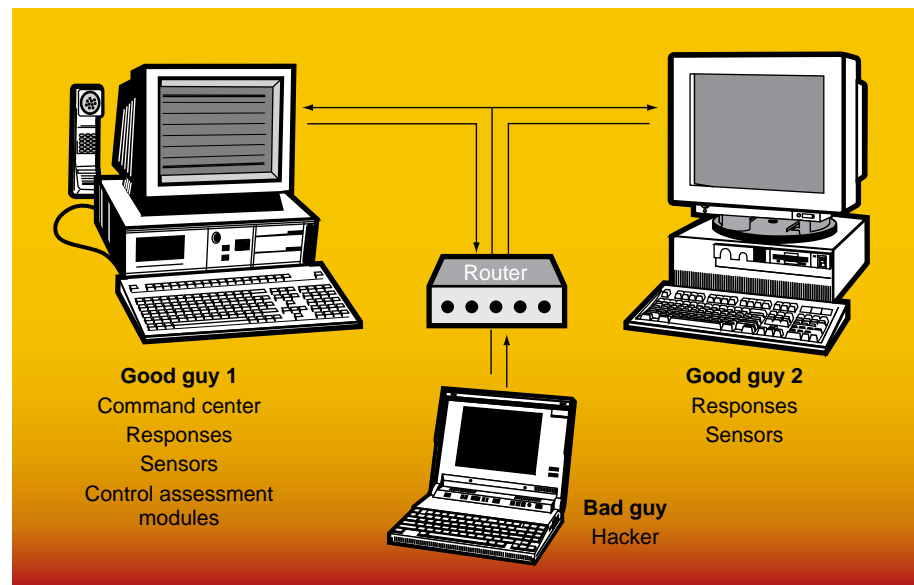 Router
Good guy 1
Command center
Responses
Sensors
Control assessment
modules
Good guy 2
Responses
Sensors
Bad guy
Hacker